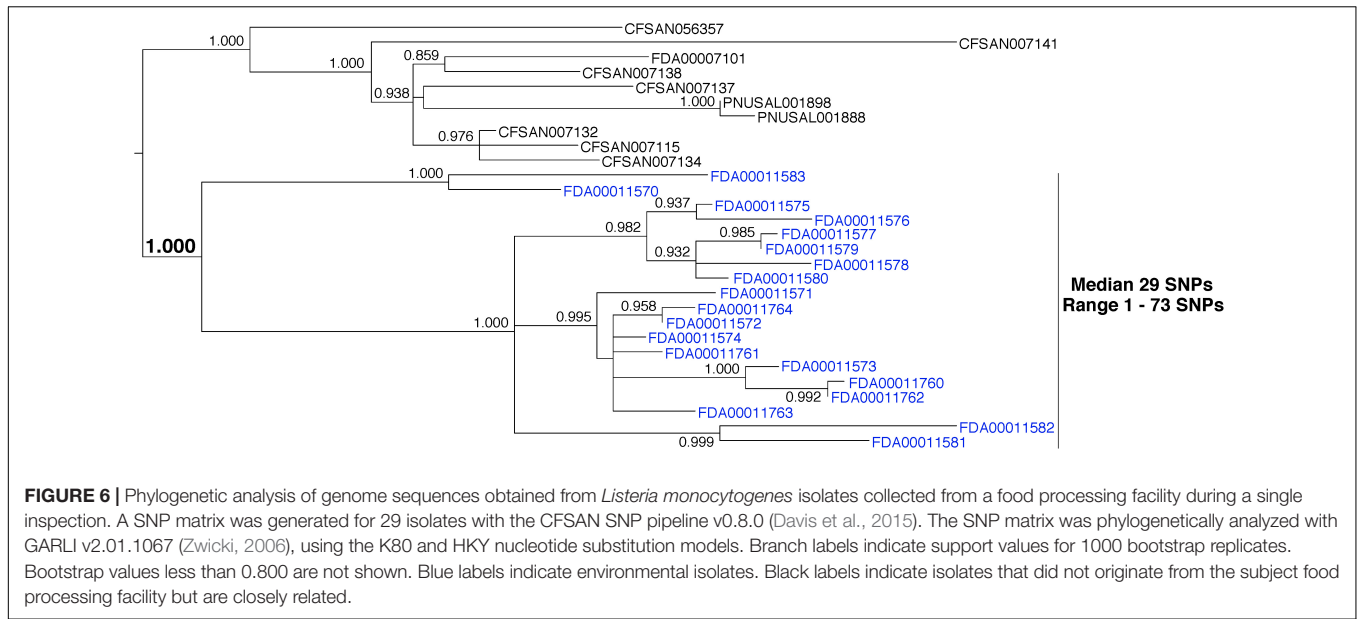 CFSAN056357
1.000
CFSAN007141
0.859
FDA00007101
1.000
CFSAN007138
CFSAN007137
0.938
1.000
PNUSAL001898
PNUSAL001888
CFSAN007132
0.976
CFSAN007115
CFSAN007134
1.000
FDA00011583
FDA00011570
0.937
FDA00011575
FDA00011576
0.982
0.985
FDA00011577
1.000
0.932
FDA00011579
FDA00011578
FDA00011580
Median 29 SNPs
Range 1 - 73 SNPs
FDA00011571
0.958
FDA00011764
1.000
0.995
FDA00011572
FDA00011574
FDA00011761
1.000
FDA00011573
FDA00011760
0.992
FDA00011762
FDA00011763
FDA00011582
0.999
FDA00011581
FIGURE 6 | Phylogenetic analysis of genome sequences obtained from Listeria monocytogenes isolates collected from a food processing facility during a single
inspection. A SNP matrix was generated for 29 isolates with the CFSAN SNP pipeline v0.8.0 (Davis et al., 2015). The SNP matrix was phylogenetically analyzed with
GARLI v2.01.1067 (Zwicki, 2006), using the K80 and HKY nucleotide substitution models. Branch labels indicate support values for 1000 bootstrap replicates.
Bootstrap values less than 0.800 are not shown. Blue labels indicate environmental isolates. Black labels indicate isolates that did not originate from the subject food
processing facility but are closely related.